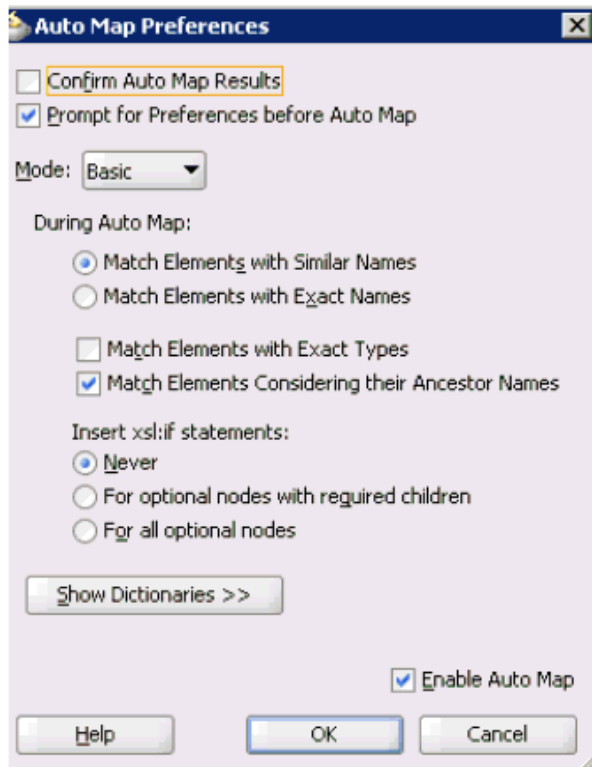 Auto Map Preferences
Confirm Auto Map Results
Prompt for Preferences before Auto Map
Mode: Basic
During Auto Map:
Match Elements with Similar Names
Match Elements with Exact Names
Match Elements with Exact Types
Match Elements Considering their Ancestor Names
Insert xsl:if statements:
Never
For optional nodes with required children
For all optional nodes
Show Dictionaries >>
Enable Auto Map
Help OK Cancel